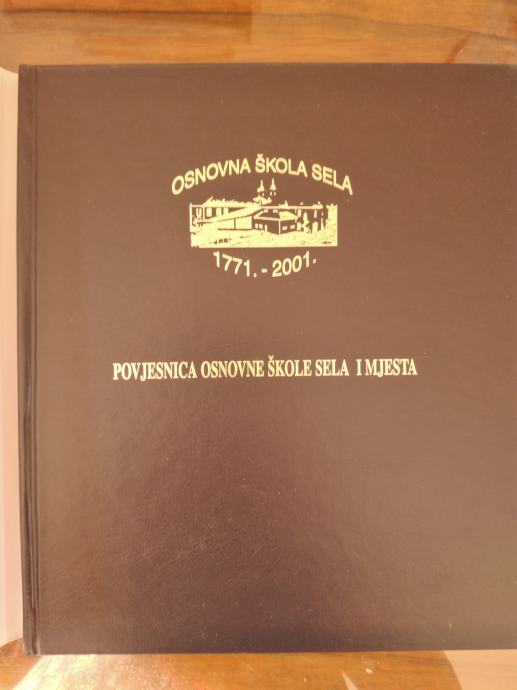 OSNOVNA ŠKOLA SELA
1771. - 2001.
POVJESNICA OSNOVNE ŠKOLE SELA I MJESTA